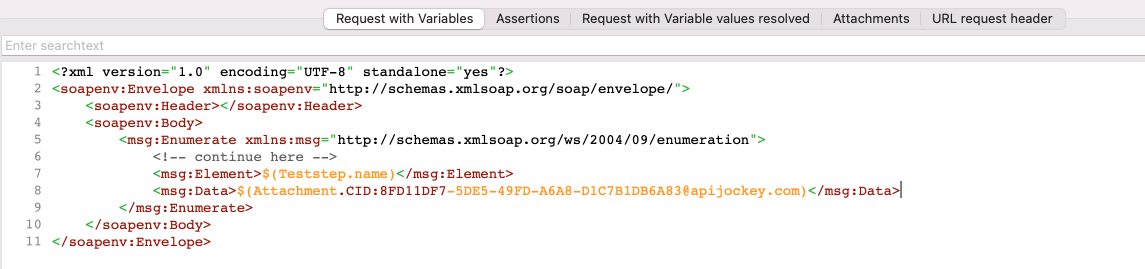 Request with Variables Assertions Request with Variable values resolved Attachments URL request header
Enter searchtext
1 <?xml version="1.0" encoding="UTF-8" standalone="yes"?>
2 <soapenv:Envelope xmlns:soapenv="http://schemas.xmlsoap.org/soap/envelope/">
3     <soapenv:Header></soapenv:Header>
4     <soapenv:Body>
5         <msg:Enumerate xmlns:msg="http://schemas.xmlsoap.org/ws/2004/09/enumeration">
6             <!-- continue here -->
7             <msg:Element>$(Teststep.name)</msg:Element>
8             <msg:Data>$(Attachment.CID:8FD11DF7-5DE5-49FD-A6A8-D1C7B1DB6A83@apijockey.com)</msg:Data>
9         </msg:Enumerate>
10     </soapenv:Body>
11 </soapenv:Envelope>